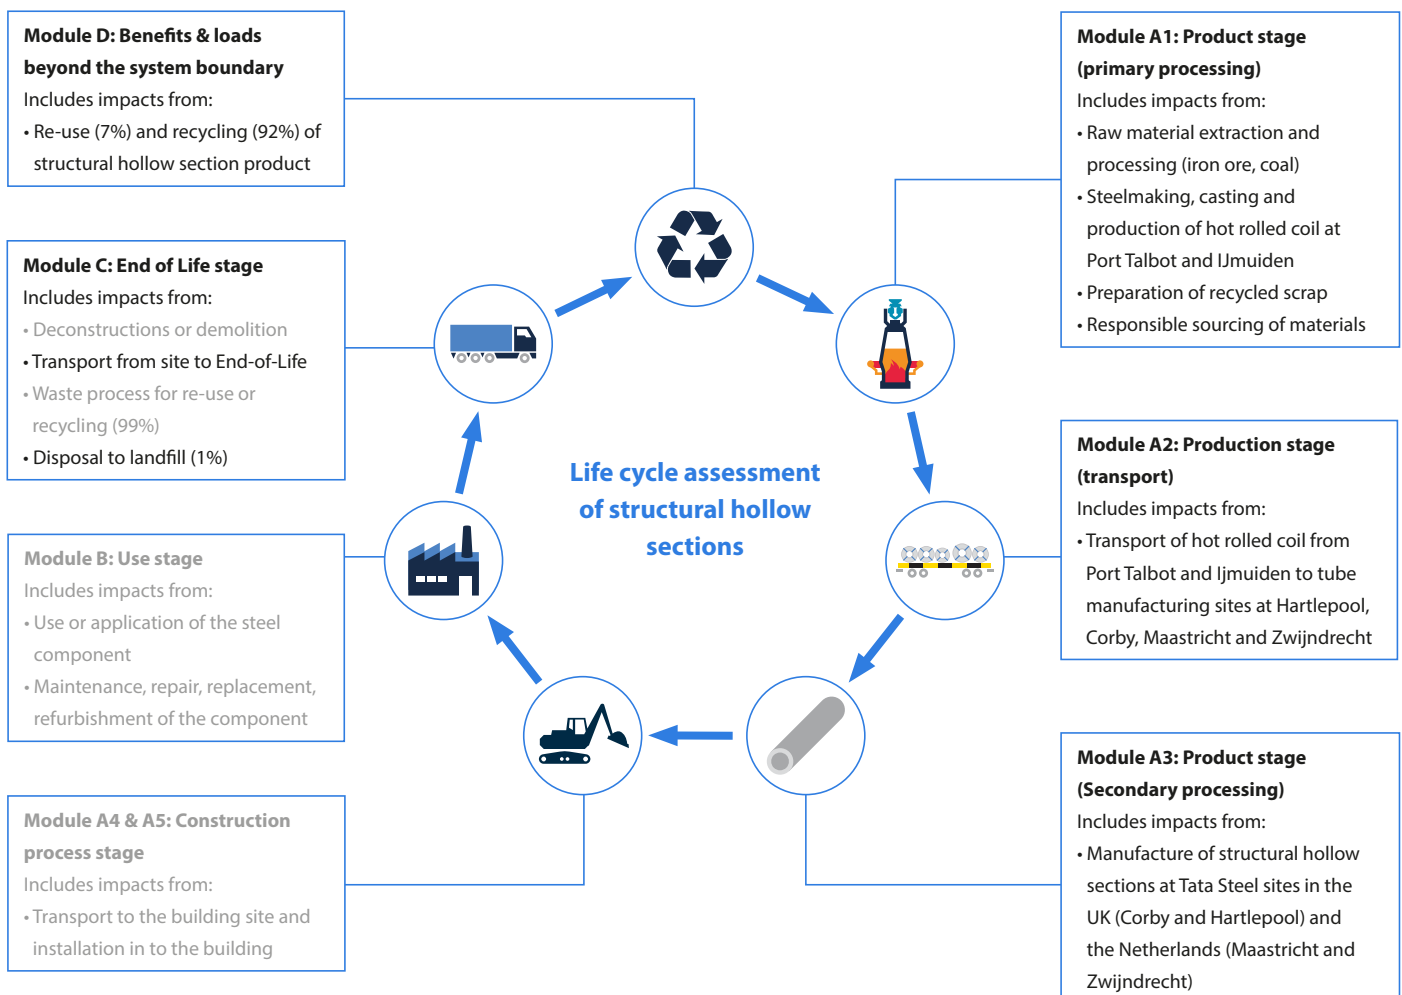 Module D: Benefits & loads
beyond the system boundary
Includes impacts from:
• Re-use (7%) and recycling (92%) of
structural hollow section product
Module C: End of Life stage
Includes impacts from:
• Deconstructions or demolition
• Transport from site to End-of-Life
• Waste process for re-use or
recycling (99%)
• Disposal to landfill (1%)
Module B: Use stage
Includes impacts from:
• Use or application of the steel
component
• Maintenance, repair, replacement,
refurbishment of the component
Module A4 & A5: Construction
process stage
Includes impacts from:
• Transport to the building site and
installation in to the building
Life cycle assessment
of structural hollow
sections
Module A1: Product stage
(primary processing)
Includes impacts from:
• Raw material extraction and
processing (iron ore, coal)
• Steelmaking, casting and
production of hot rolled coil at
Port Talbot and IJmuiden
• Preparation of recycled scrap
• Responsible sourcing of materials
Module A2: Production stage
(transport)
Includes impacts from:
• Transport of hot rolled coil from
Port Talbot and Ijmuiden to tube
manufacturing sites at Hartlepool,
Corby, Maastricht and Zwijndrecht
Module A3: Product stage
(Secondary processing)
Includes impacts from:
• Manufacture of structural hollow
sections at Tata Steel sites in the
UK (Corby and Hartlepool) and
the Netherlands (Maastricht and
Zwijndrecht)